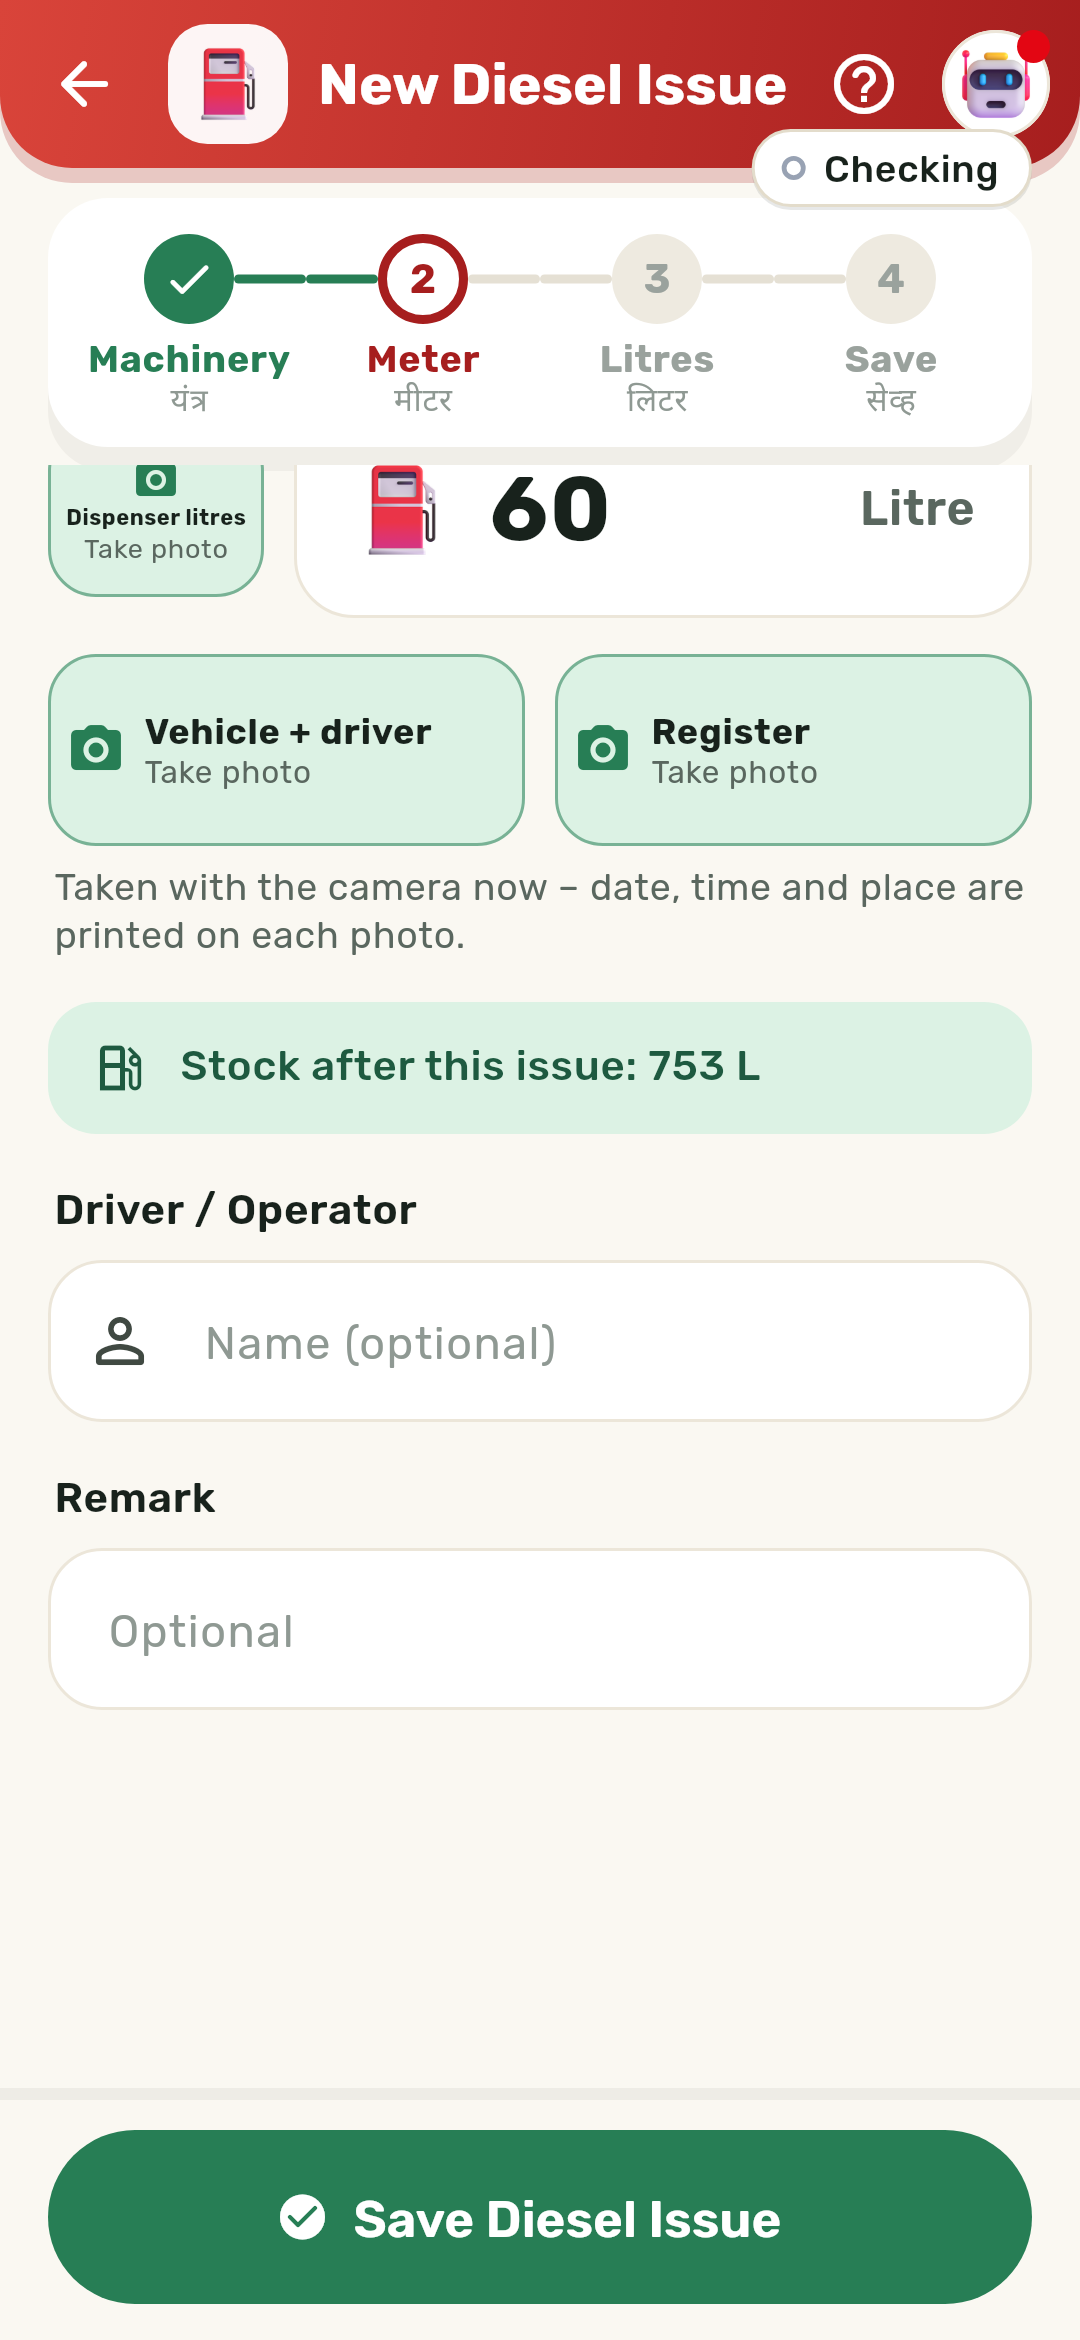 New Diesel Issue
Checking
2
3
4
Machinery
Meter
Litres
Save
यंत्र
मीटर
लिटर
सेव्ह
Dispenser litres
Take photo
60
Litre
Vehicle + driver
Take photo
Register
Take photo
Taken with the camera now – date, time and place are
printed on each photo.
Stock after this issue: 753 L
Driver / Operator
Name (optional)
Remark
Optional
Save Diesel Issue